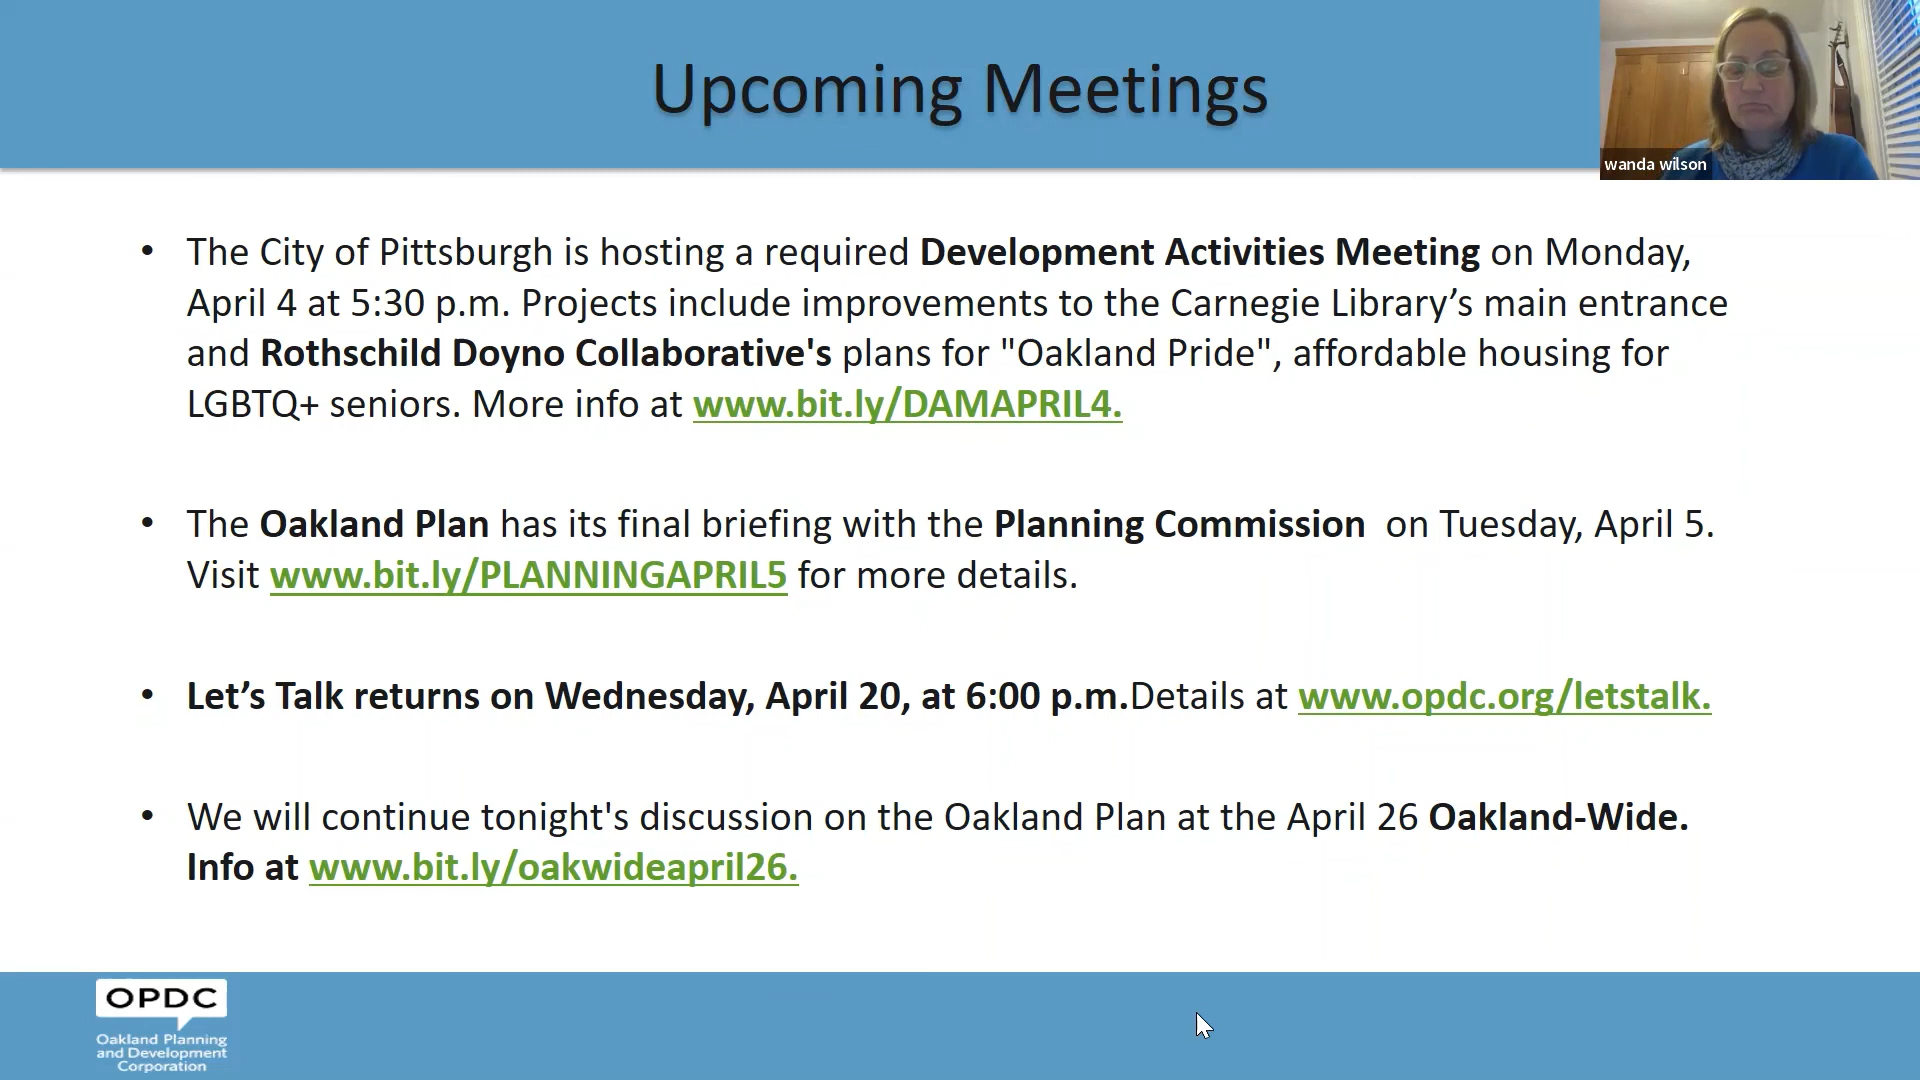 Upcoming Meetings
wanda wilson
• The City of Pittsburgh is hosting a required Development Activities Meeting on Monday,
April 4 at 5:30 p.m. Projects include improvements to the Carnegie Library’s main entrance
and Rothschild Doyno Collaborative's plans for "Oakland Pride", affordable housing for
LGBTQ+ seniors. More info at www.bit.ly/DAMAPRIL4.
• The Oakland Plan has its final briefing with the Planning Commission  on Tuesday, April 5.
Visit www.bit.ly/PLANNINGAPRIL5 for more details.
• Let’s Talk returns on Wednesday, April 20, at 6:00 p.m.Details at www.opdc.org/letstalk.
• We will continue tonight's discussion on the Oakland Plan at the April 26 Oakland-Wide.
Info at www.bit.ly/oakwideapril26.
OPDC
Oakland Planning
and Development
Corporation